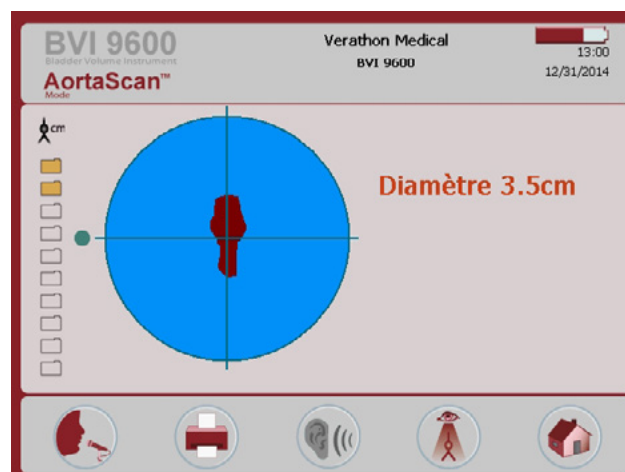 BVI 9600
Bladder Volume Instrument
AortaScan™
Mode
Verathon Medical
BVI 9600
13:00
12/31/2014
cm
Diamètre 3.5cm